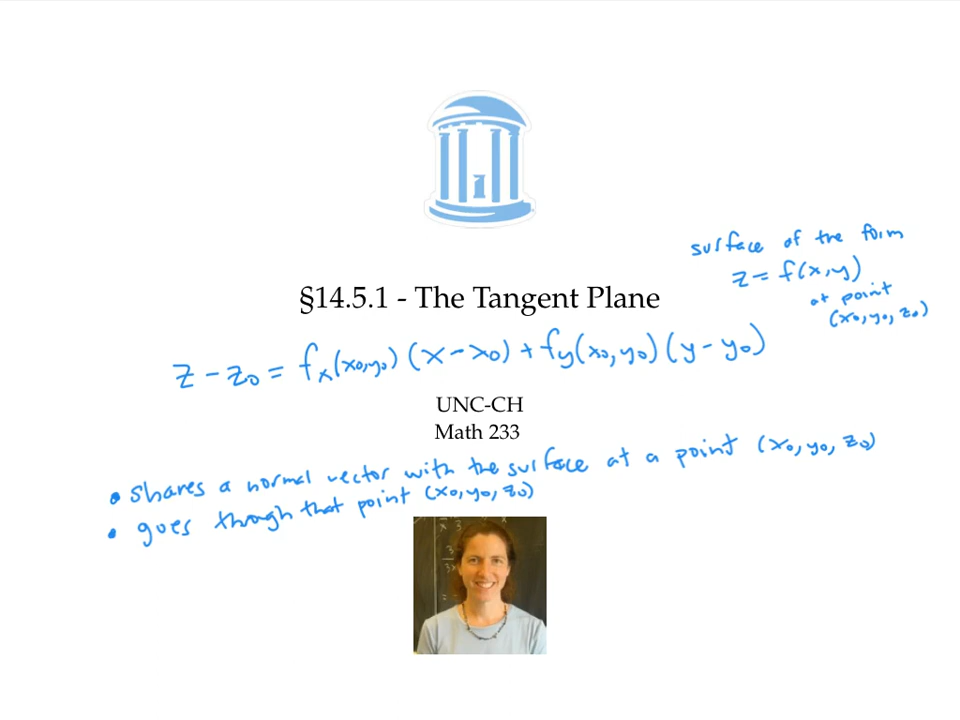 surface of the form
z = f(x,y)
at point
(x0, y0, z0)
§14.5.1 - The Tangent Plane
z - z0 = fx(x0,y0) (x - x0) + fy(x0, y0) (y - y0)
UNC-CH
Math 233
• shares a normal vector with the surface at a point (x0, y0, z0)
• goes through that point (x0, y0, z0)